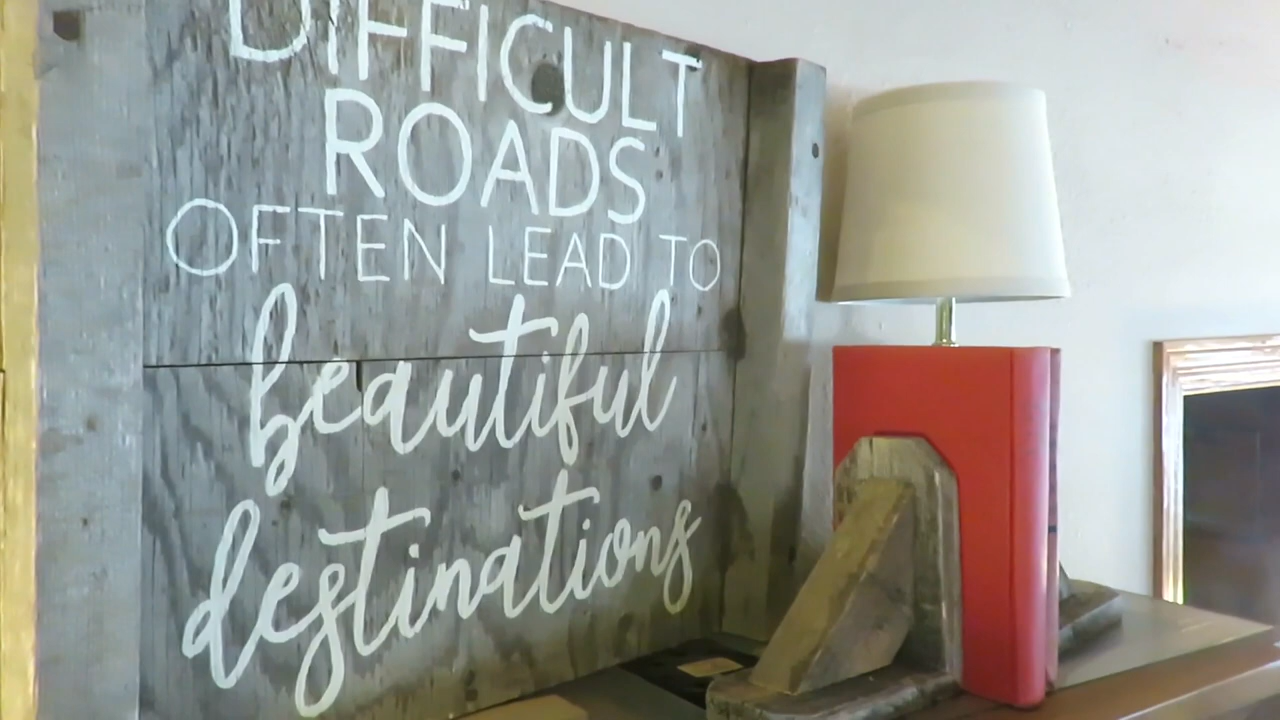 DIFFICULT
ROADS
OFTEN LEAD TO
beautiful
destinations